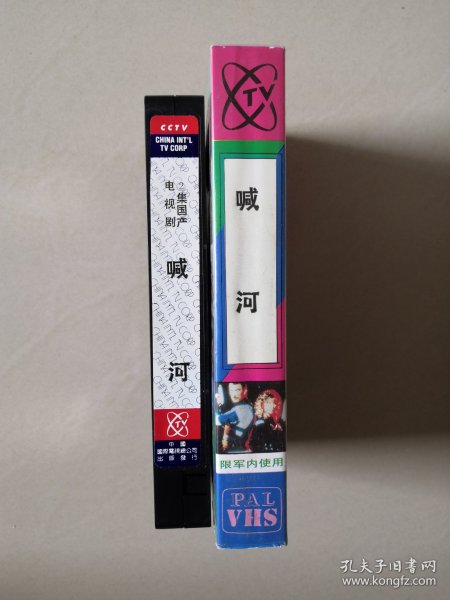 CCTV
CHINA INT'L
TV CORP
2集国产
电视剧
喊河
中國
國際電視總公司
出版發行
TV
喊河
限军内使用
PAL
VHS
孔夫子旧书网
www.kongfz.com